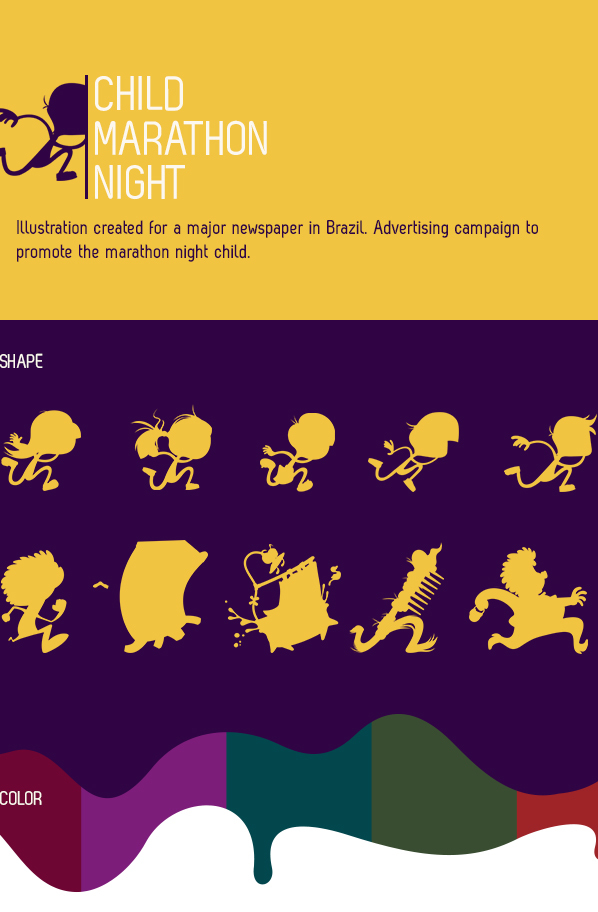 CHILD
MARATHON
NIGHT
Illustration created for a major newspaper in Brazil. Advertising campaign to
promote the marathon night child.
SHAPE
COLOR